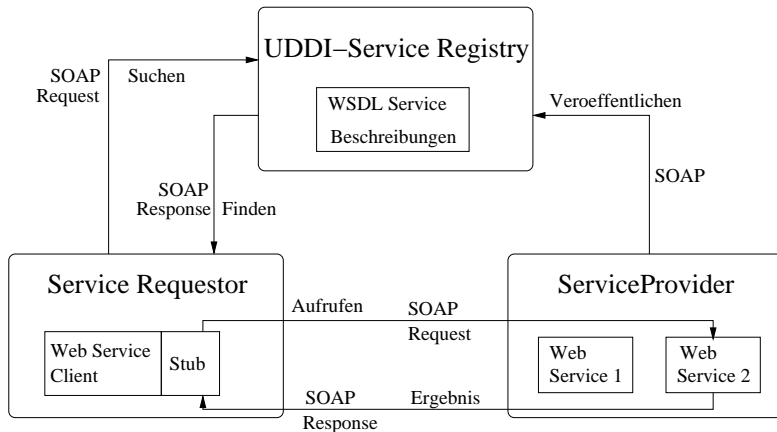 UDDI–Service Registry
SOAP
Request
Suchen
WSDL Service
Beschreibungen
Veroeffentlichen
SOAP
Response
Finden
SOAP
Service Requestor
ServiceProvider
Aufrufen
SOAP
Request
Web Service
Client
Stub
Web
Service 1
Web
Service 2
SOAP
Response
Ergebnis